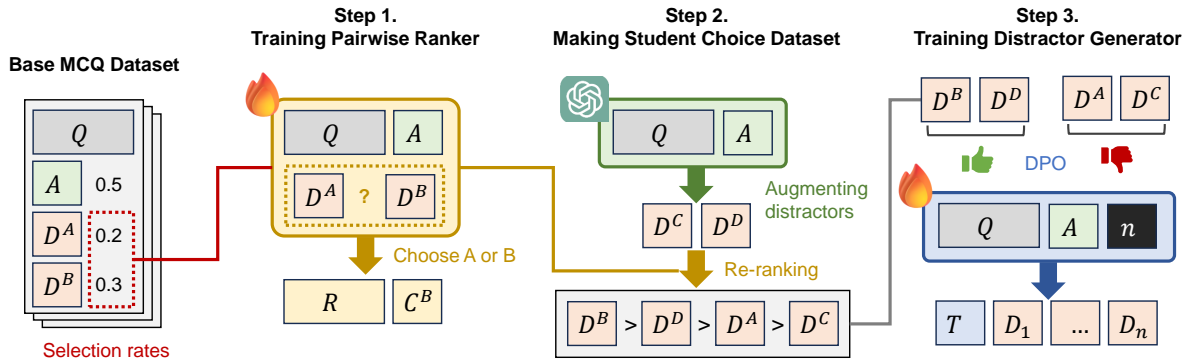 Base MCQ Dataset
Q
A 0.5
D^A 0.2
D^B 0.3
Selection rates
Step 1.
Training Pairwise Ranker
Q A
D^A ? D^B
Choose A or B
R C^B
Step 2.
Making Student Choice Dataset
Q A
Augmenting
distractors
D^C D^D
Re-ranking
D^B > D^D > D^A > D^C
Step 3.
Training Distractor Generator
D^B D^D D^A D^C
DPO
Q A n
T D_1 ... D_n